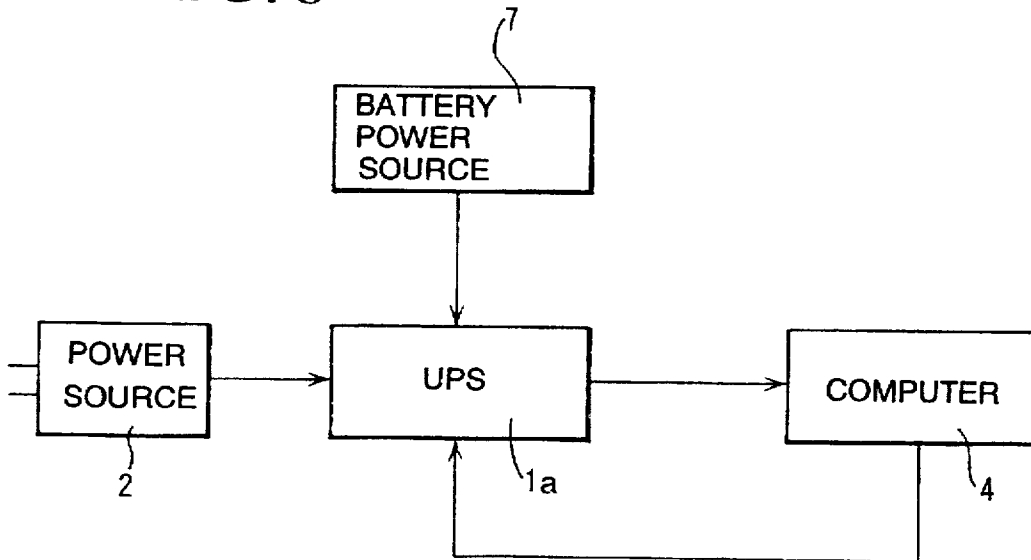 7
BATTERY
POWER
SOURCE
POWER
SOURCE
UPS
COMPUTER
2
1a
4